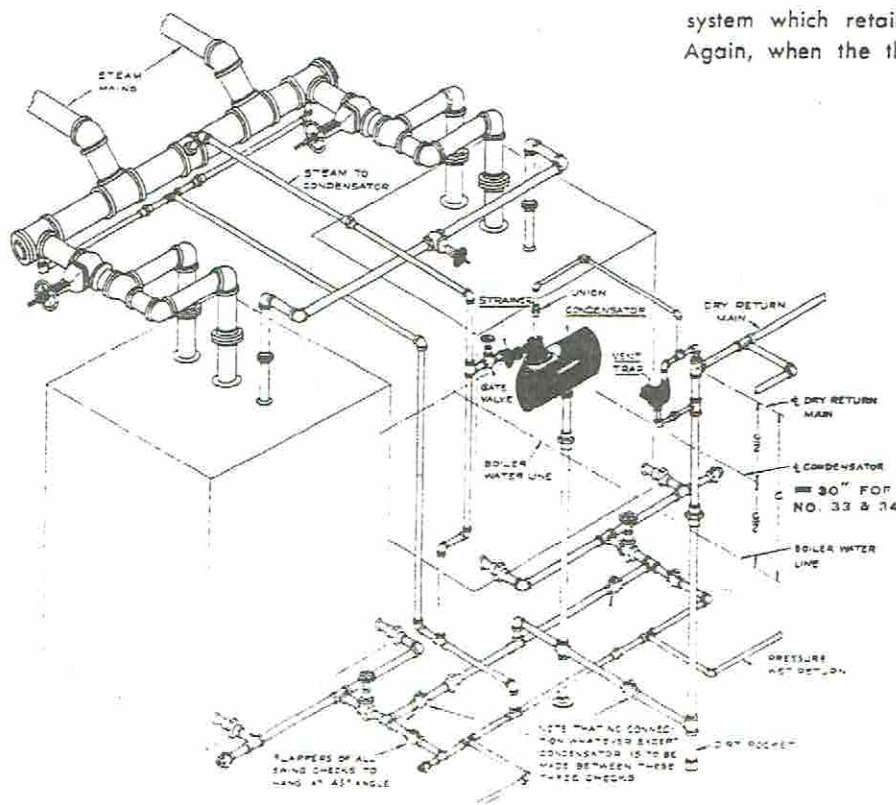 system which retai
Again, when the t
STEAM
MAINS
STEAM TO
CONDENSATOR
STRAINER
UNION
CONDENSATOR
DRY RETURN
MAIN
VENT
TRAP
GATE
VALVE
℄ DRY RETURN
MAIN
BOILER
WATER LINE
℄ CONDENSATOR
30" FOR
NO. 33 & 34
G/2
G
G/2
BOILER WATER
LINE
PRESSURE
WET RETURN
FLAPPERS OF ALL
SWING CHECKS TO
HANG AT 45° ANGLE
NOTE THAT NO CONNEC-
TION WHATEVER EXCEPT
CONDENSATOR IS TO BE
MADE BETWEEN THESE
THREE CHECKS
DIRT POCKET